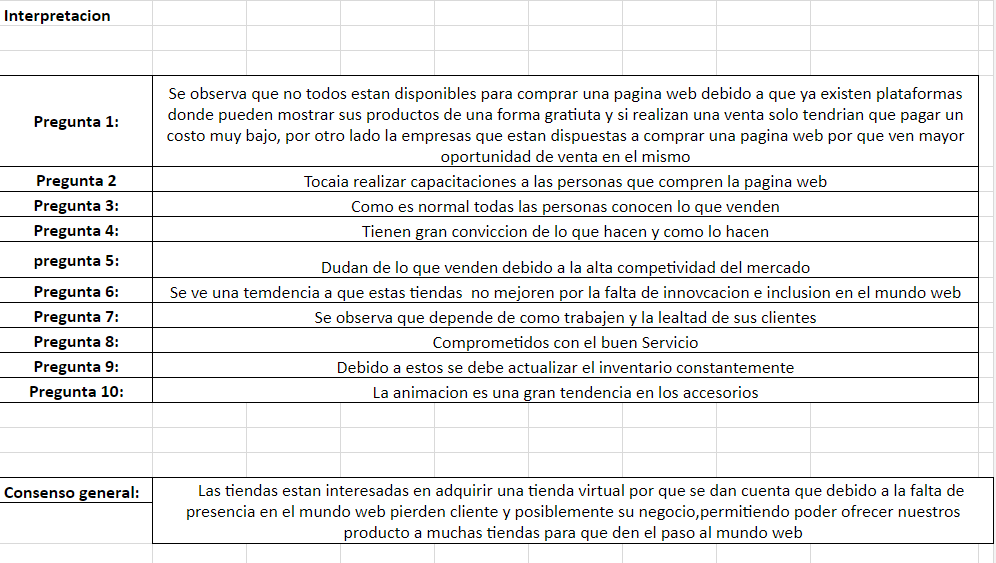 Interpretacion
Pregunta 1:
Se observa que no todos estan disponibles para comprar una pagina web debido a que ya existen plataformas
donde pueden mostrar sus productos de una forma gratiuta y si realizan una venta solo tendrian que pagar un
costo muy bajo, por otro lado la empresas que estan dispuestas a comprar una pagina web por que ven mayor
oportunidad de venta en el mismo
Pregunta 2
Tocaia realizar capacitaciones a las personas que compren la pagina web
Pregunta 3:
Como es normal todas las personas conocen lo que venden
Pregunta 4:
Tienen gran conviccion de lo que hacen y como lo hacen
pregunta 5:
Dudan de lo que venden debido a la alta competividad del mercado
Pregunta 6:
Se ve una temdencia a que estas tiendas  no mejoren por la falta de innovcacion e inclusion en el mundo web
Pregunta 7:
Se observa que depende de como trabajen y la lealtad de sus clientes
Pregunta 8:
Comprometidos con el buen Servicio
Pregunta 9:
Debido a estos se debe actualizar el inventario constantemente
Pregunta 10:
La animacion es una gran tendencia en los accesorios
Consenso general:
Las tiendas estan interesadas en adquirir una tienda virtual por que se dan cuenta que debido a la falta de
presencia en el mundo web pierden cliente y posiblemente su negocio,permitiendo poder ofrecer nuestros
producto a muchas tiendas para que den el paso al mundo web